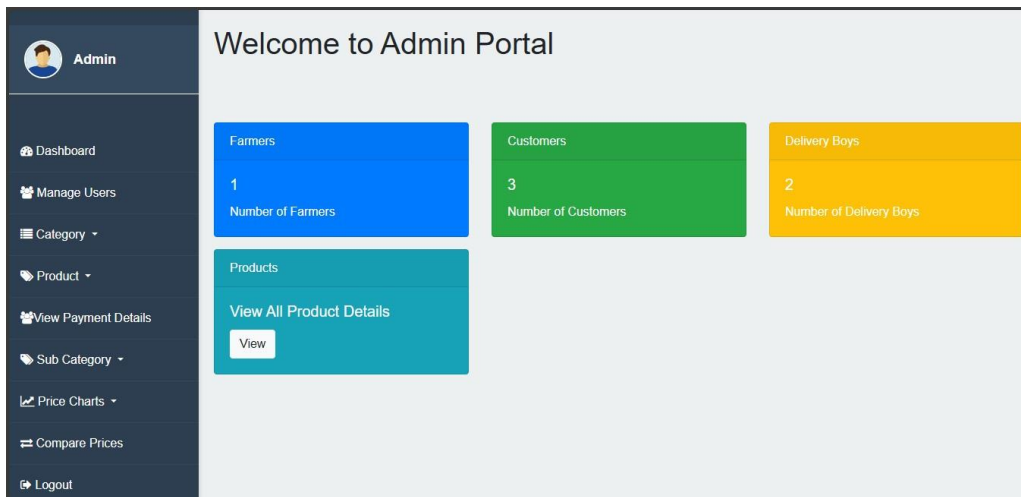 Admin
Dashboard
Manage Users
Category
Product
View Payment Details
Sub Category
Price Charts
Compare Prices
Logout
Welcome to Admin Portal
Farmers
1
Number of Farmers
Customers
3
Number of Customers
Delivery Boys
2
Number of Delivery Boys
Products
View All Product Details
View